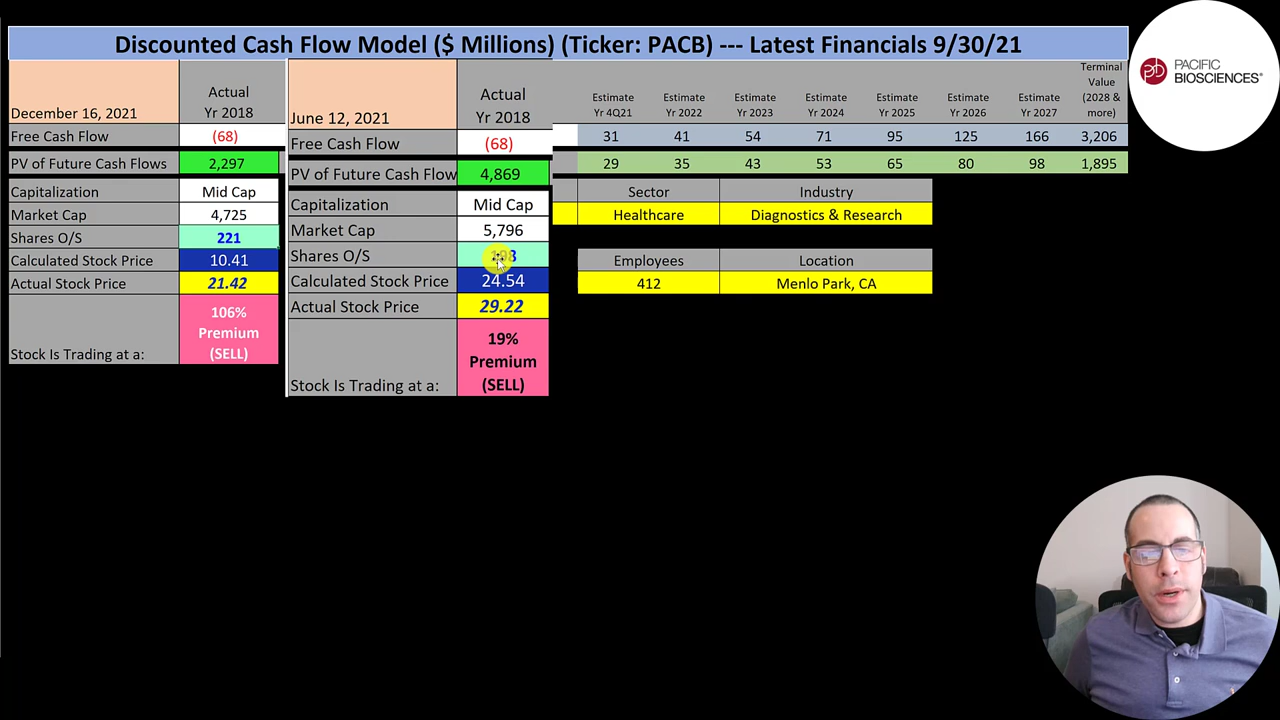 Discounted Cash Flow Model ($ Millions) (Ticker: PACB) --- Latest Financials 9/30/21
PACIFIC
BIOSCIENCES®
December 16, 2021
Actual
Yr 2018
Free Cash Flow (68)
PV of Future Cash Flows 2,297
Capitalization Mid Cap
Market Cap 4,725
Shares O/S 221
Calculated Stock Price 10.41
Actual Stock Price 21.42
Stock Is Trading at a:
106%
Premium
(SELL)
June 12, 2021
Actual
Yr 2018
Free Cash Flow (68)
PV of Future Cash Flow 4,869
Capitalization Mid Cap
Market Cap 5,796
Shares O/S
Calculated Stock Price 24.54
Actual Stock Price 29.22
Stock Is Trading at a:
19%
Premium
(SELL)
Estimate
Yr 4Q21
Estimate
Yr 2022
Estimate
Yr 2023
Estimate
Yr 2024
Estimate
Yr 2025
Estimate
Yr 2026
Estimate
Yr 2027
Terminal
Value
(2028 &
more)
31 41 54 71 95 125 166 3,206
29 35 43 53 65 80 98 1,895
Sector Industry
Healthcare Diagnostics & Research
Employees Location
412 Menlo Park, CA